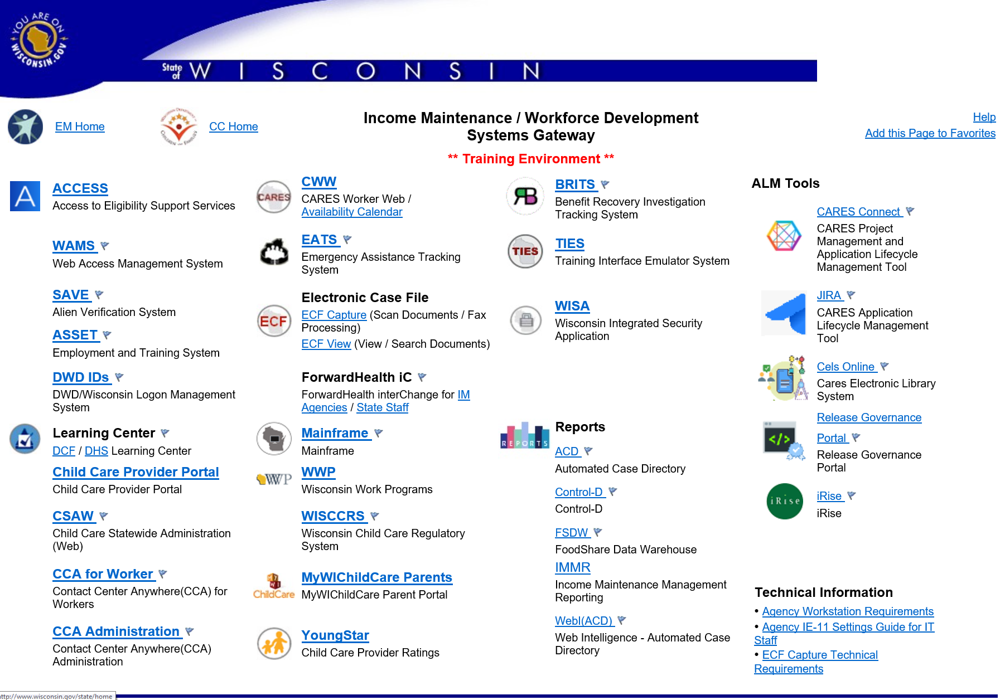 YOU ARE ON
WISCONSIN.GOV
State of WISCONSIN
EM Home
CC Home
Income Maintenance / Workforce Development
Systems Gateway
** Training Environment **
Help
Add this Page to Favorites
A
ACCESS
Access to Eligibility Support Services
WAMS
Web Access Management System
SAVE
Alien Verification System
ASSET
Employment and Training System
DWD IDs
DWD/Wisconsin Logon Management
System
Learning Center
DCF / DHS Learning Center
Child Care Provider Portal
Child Care Provider Portal
CSAW
Child Care Statewide Administration
(Web)
CCA for Worker
Contact Center Anywhere(CCA) for
Workers
CCA Administration
Contact Center Anywhere(CCA)
Administration
CARES
CWW
CARES Worker Web /
Availability Calendar
EATS
Emergency Assistance Tracking
System
ECF
Electronic Case File
ECF Capture (Scan Documents / Fax
Processing)
ECF View (View / Search Documents)
ForwardHealth iC
ForwardHealth interChange for IM
Agencies / State Staff
Mainframe
Mainframe
WWP
WWP
Wisconsin Work Programs
WISCCRS
Wisconsin Child Care Regulatory
System
ChildCare
MyWIChildCare Parents
MyWIChildCare Parent Portal
YoungStar
Child Care Provider Ratings
RB
BRITS
Benefit Recovery Investigation
Tracking System
TIES
TIES
Training Interface Emulator System
WISA
Wisconsin Integrated Security
Application
REPORTS
Reports
ACD
Automated Case Directory
Control-D
Control-D
FSDW
FoodShare Data Warehouse
IMMR
Income Maintenance Management
Reporting
WebI(ACD)
Web Intelligence - Automated Case
Directory
ALM Tools
CARES Connect
CARES Project
Management and
Application Lifecycle
Management Tool
JIRA
CARES Application
Lifecycle Management
Tool
Cels Online
Cares Electronic Library
System
</>
Release Governance
Portal
Release Governance
Portal
iRise
iRise
iRise
Technical Information
• Agency Workstation Requirements
• Agency IE-11 Settings Guide for IT
Staff
• ECF Capture Technical
Requirements
ttp://www.wisconsin.gov/state/home